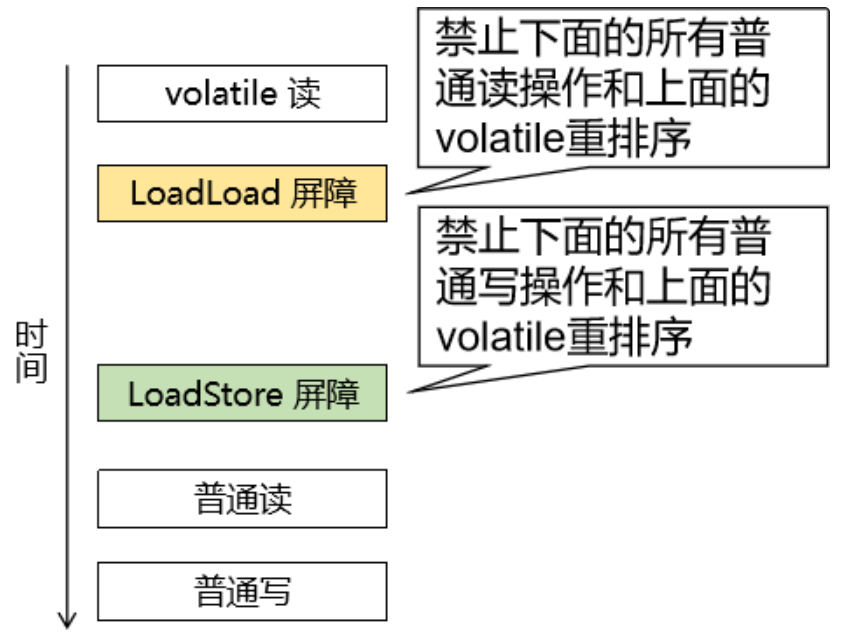 volatile 读
禁止下面的所有普
通读操作和上面的
volatile重排序
LoadLoad 屏障
禁止下面的所有普
通写操作和上面的
volatile重排序
时
间
LoadStore 屏障
普通读
普通写